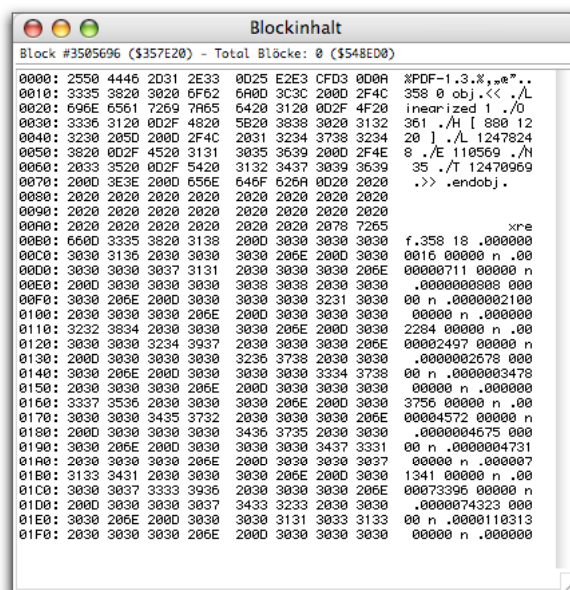 Blockinhalt
Block #3505696 ($357E20) - Total Blöcke: 0 ($548ED0)
0000: 2550 4446 2D31 2E33 0D25 E2E3 CFD3 0D0A %PDF-1.3.%‚„œ"..
0010: 3335 3820 3020 6F62 6A0D 3C3C 200D 2F4C 358 0 obj.<< ./L
0020: 696E 6561 7269 7A65 6420 3120 0D2F 4F20 inearized 1 ./O
0030: 3336 3120 0D2F 4820 5B20 3838 3020 3132 361 ./H [ 880 12
0040: 3230 205D 200D 2F4C 2031 3234 3738 3234 20 ] ./L 1247824
0050: 3820 0D2F 4520 3131 3035 3639 200D 2F4E 8 ./E 110569 ./N
0060: 2033 3520 0D2F 5420 3132 3437 3039 3639 35 ./T 12470969
0070: 200D 3E3E 200D 656E 646F 626A 0D20 2020 .>> .endobj.
0080: 2020 2020 2020 2020 2020 2020 2020 2020
0090: 2020 2020 2020 2020 2020 2020 2020 2020
00A0: 2020 2020 2020 2020 2020 2020 2078 7265 xre
00B0: 660D 3335 3820 3138 200D 3030 3030 3030 f.358 18 .000000
00C0: 3030 3136 2030 3030 3030 206E 200D 3030 0016 00000 n .00
00D0: 3030 3030 3037 3131 2030 3030 3030 206E 00000711 00000 n
00E0: 200D 3030 3030 3030 3038 3038 2030 3030 .0000000808 000
00F0: 3030 206E 200D 3030 3030 3030 3231 3030 00 n .0000002100
0100: 2030 3030 3030 206E 200D 3030 3030 3030 00000 n .000000
0110: 3232 3834 2030 3030 3030 206E 200D 3030 2284 00000 n .00
0120: 3030 3030 3234 3937 2030 3030 3030 206E 00002497 00000 n
0130: 200D 3030 3030 3030 3236 3738 2030 3030 .0000002678 000
0140: 3030 206E 200D 3030 3030 3030 3334 3738 00 n .0000003478
0150: 2030 3030 3030 206E 200D 3030 3030 3030 00000 n .000000
0160: 3337 3536 2030 3030 3030 206E 200D 3030 3756 00000 n .00
0170: 3030 3030 3435 3732 2030 3030 3030 206E 00004572 00000 n
0180: 200D 3030 3030 3030 3436 3735 2030 3030 .0000004675 000
0190: 3030 206E 200D 3030 3030 3030 3437 3331 00 n .0000004731
01A0: 2030 3030 3030 206E 200D 3030 3030 3037 00000 n .000007
01B0: 3133 3431 2030 3030 3030 206E 200D 3030 1341 00000 n .00
01C0: 3030 3037 3333 3936 2030 3030 3030 206E 00073396 00000 n
01D0: 200D 3030 3030 3037 3433 3233 2030 3030 .0000074323 000
01E0: 3030 206E 200D 3030 3030 3131 3033 3133 00 n .0000110313
01F0: 2030 3030 3030 206E 200D 3030 3030 3030 00000 n .000000